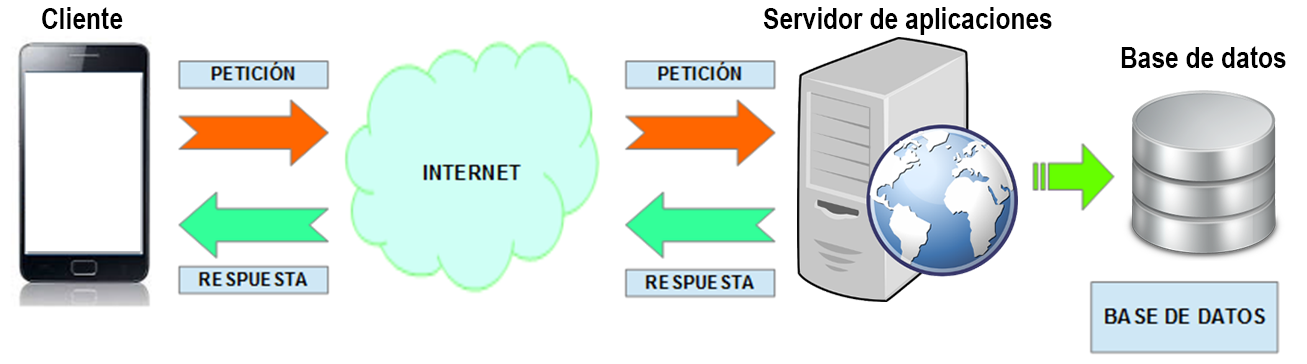 Cliente
Servidor de aplicaciones
Base de datos
PETICIÓN
PETICIÓN
INTERNET
RESPUESTA
RESPUESTA
BASE DE DATOS